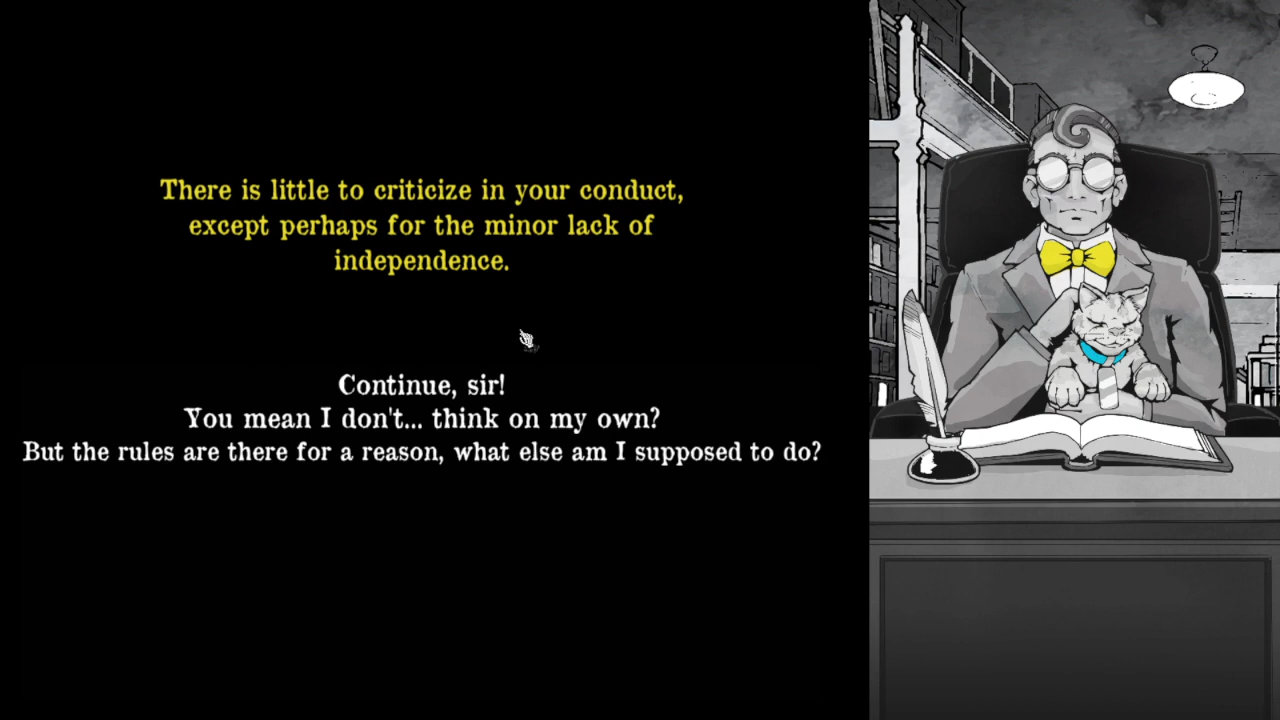 There is little to criticize in your conduct,
except perhaps for the minor lack of
independence.
Continue, sir!
You mean I don't... think on my own?
But the rules are there for a reason, what else am I supposed to do?